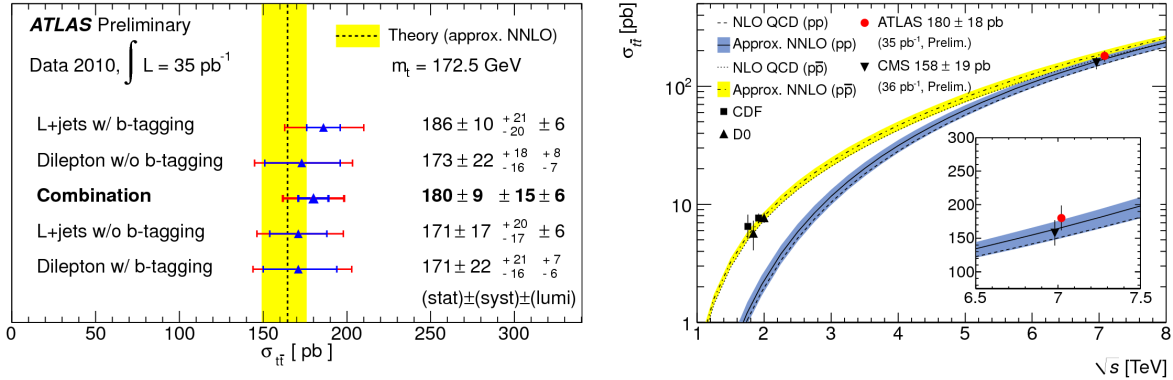 ATLAS Preliminary
Data 2010, ∫ L = 35 pb⁻¹
Theory (approx. NNLO)
mₜ = 172.5 GeV
L+jets w/ b-tagging 186 ± 10 + 21 - 20 ± 6
Dilepton w/o b-tagging 173 ± 22 + 18 - 16 + 8 - 7
Combination 180 ± 9 ± 15 ± 6
L+jets w/o b-tagging 171 ± 17 + 20 - 17 ± 6
Dilepton w/ b-tagging 171 ± 22 + 21 - 16 + 7 - 6
(stat)±(syst)±(lumi)
0 50 100 150 200 250 300
σ_tt̄ [ pb]
σ_tt̄ [pb]
NLO QCD (pp)
Approx. NNLO (pp)
NLO QCD (pp̄)
Approx. NNLO (pp̄)
CDF
D0
ATLAS 180 ± 18 pb
(35 pb⁻¹, Prelim.)
CMS 158 ± 19 pb
(36 pb⁻¹, Prelim.)
10²
10
1
300
250
200
150
100
6.5 7 7.5
1 2 3 4 5 6 7 8
√s [TeV]